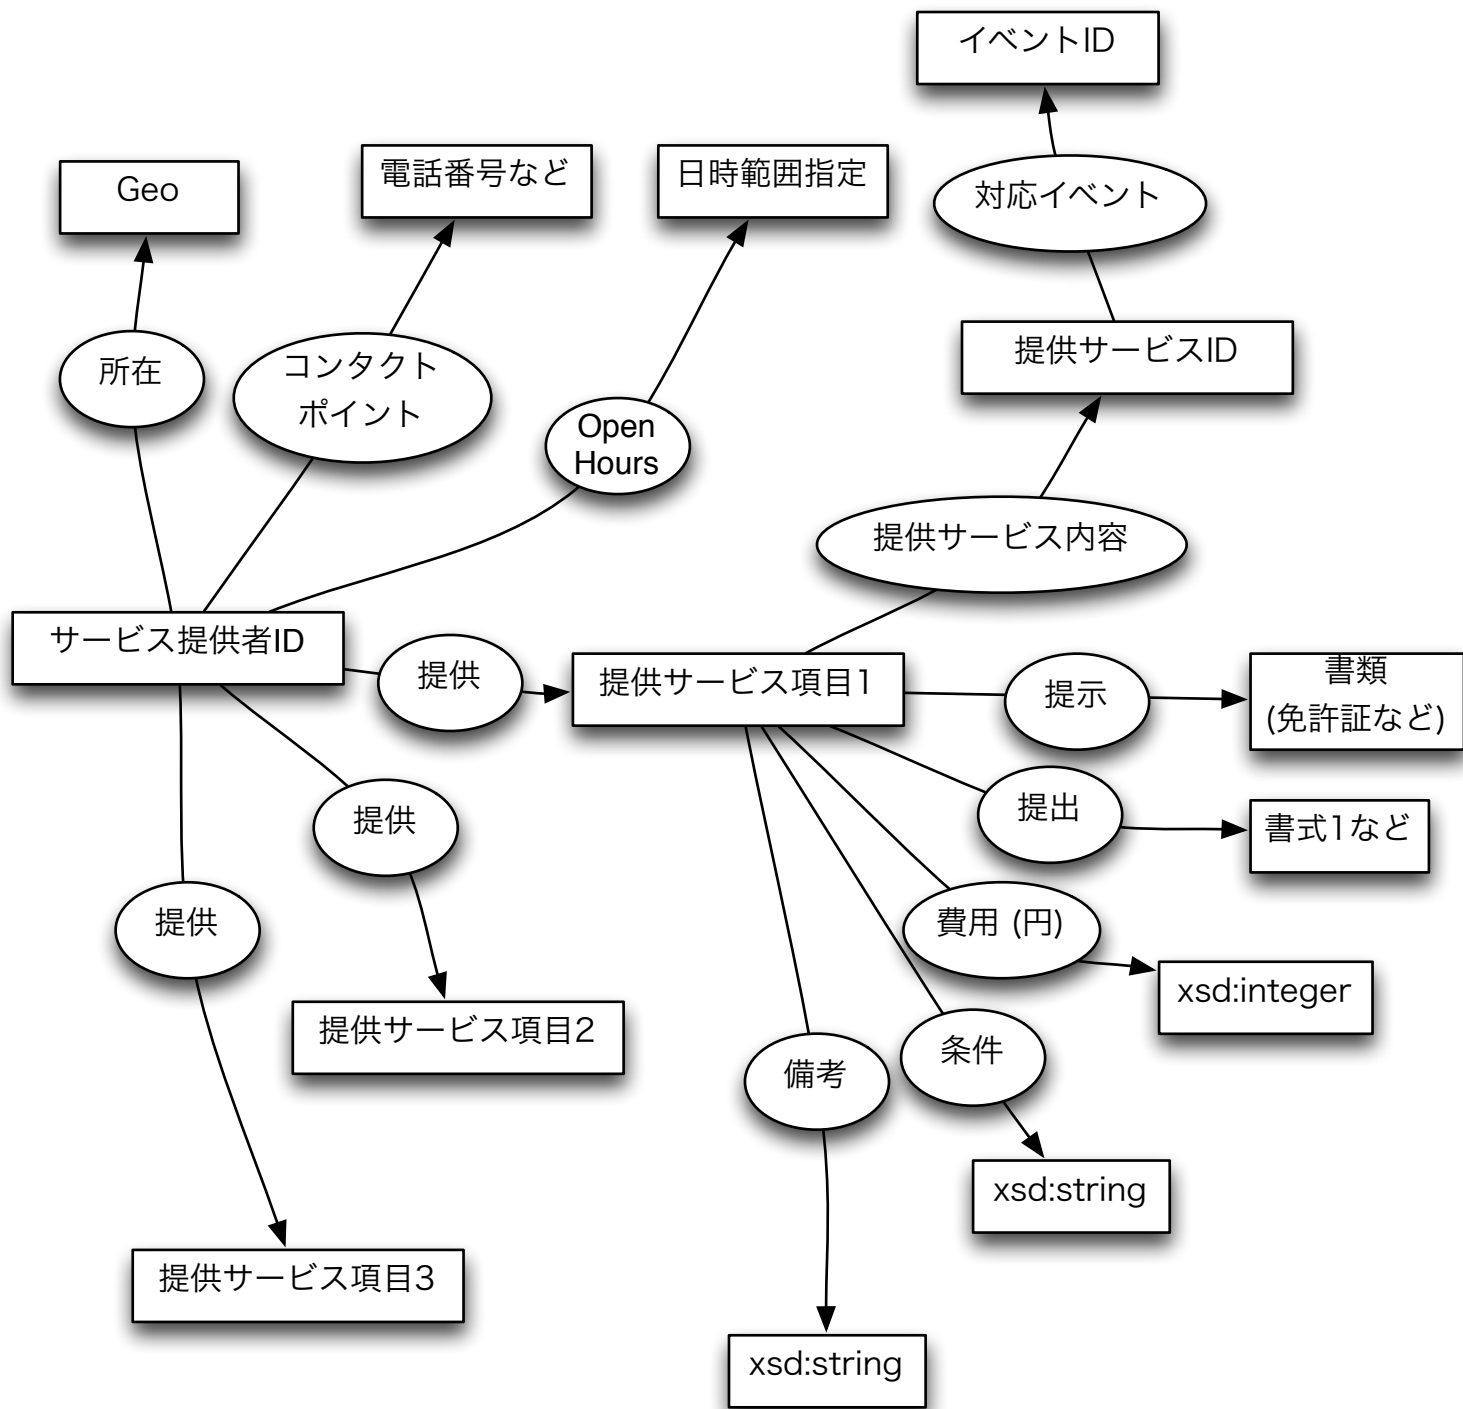 イベントID
電話番号など
日時範囲指定
Geo
対応イベント
提供サービスID
所在
コンタクト
ポイント
Open
Hours
提供サービス内容
サービス提供者ID
提供
提供サービス項目1
提示
書類
(免許証など)
提供
提出
書式1など
提供
費用 (円)
xsd:integer
提供サービス項目2
備考
条件
xsd:string
提供サービス項目3
xsd:string